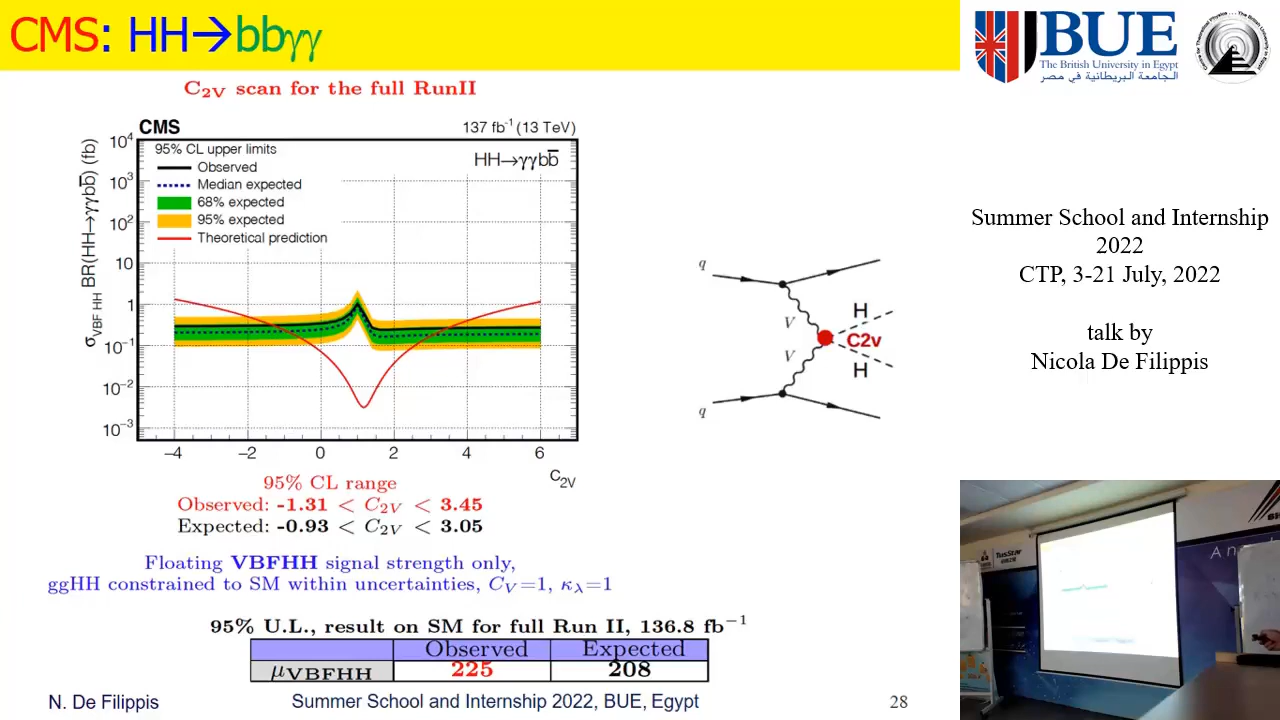 CMS: HH→bbγγ
C2V scan for the full RunII
CMS
137 fb-1 (13 TeV)
95% CL upper limits
Observed
Median expected
68% expected
95% expected
Theoretical prediction
HH→γγbb̅
σVBF HH BR(HH→γγbb̅) (fb)
10^4
10^3
10^2
10
1
10^-1
10^-2
10^-3
−4
−2
0
2
4
6
C2V
95% CL range
Observed: -1.31 < C2V < 3.45
Expected: -0.93 < C2V < 3.05
Floating VBFHH signal strength only,
ggHH constrained to SM within uncertainties, CV=1, κλ=1
95% U.L., result on SM for full Run II, 136.8 fb−1
Observed Expected
μVBFHH 225 208
q
V
H
C2v
V
H
q
N. De Filippis
Summer School and Internship 2022, BUE, Egypt
28
BUE
The British University in Egypt
الجامعة البريطانية في مصر
Summer School and Internship
2022
CTP, 3-21 July, 2022
talk by
Nicola De Filippis